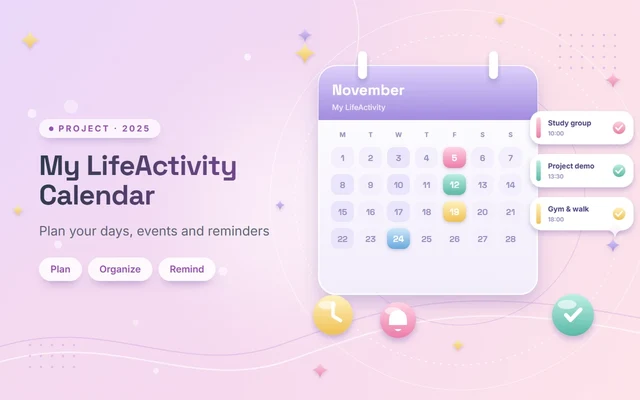 PROJECT · 2025
My LifeActivity
Calendar
Plan your days, events and reminders
Plan
Organize
Remind
November
My LifeActivity
M T W T F S S
1 2 3 4 5 6 7
8 9 10 11 12 13 14
15 16 17 18 19 20 21
22 23 24 25 26 27 28
Study group
10:00
Project demo
13:30
Gym & walk
18:00